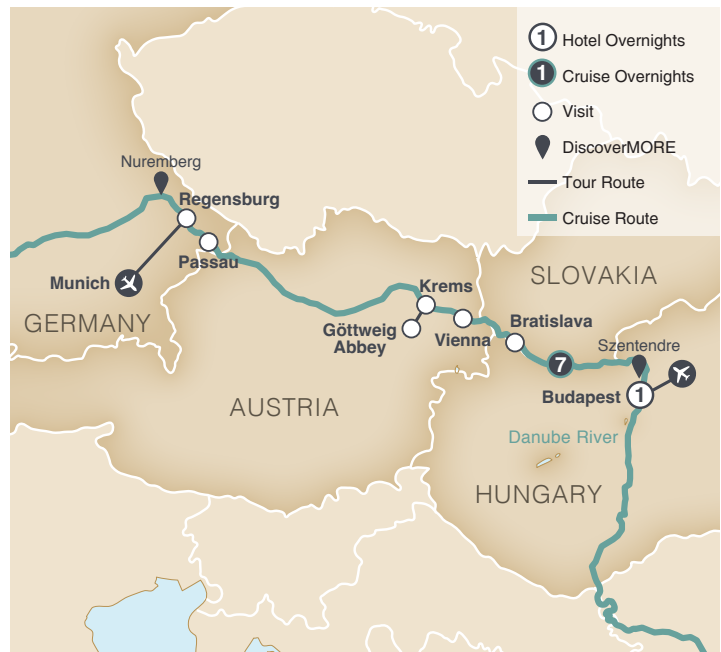 1 Hotel Overnights
1 Cruise Overnights
Visit
DiscoverMORE
Tour Route
Cruise Route
Nuremberg
Regensburg
Passau
Munich
GERMANY
Krems
Göttweig
Abbey
Vienna
AUSTRIA
SLOVAKIA
Bratislava
Szentendre
7
Budapest 1
Danube River
HUNGARY